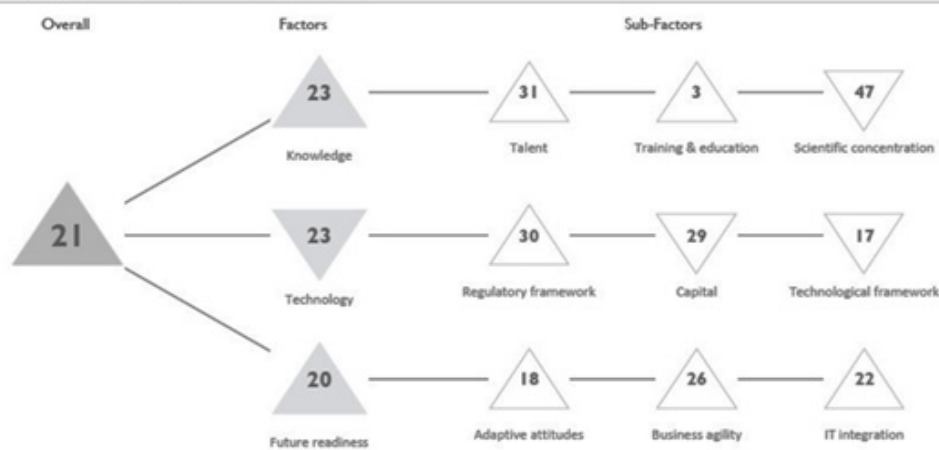 Overall Factors Sub-Factors
23 31 3 47
Knowledge Talent Training & education Scientific concentration
21 23 30 29 17
Technology Regulatory framework Capital Technological framework
20 18 26 22
Future readiness Adaptive attitudes Business agility IT integration